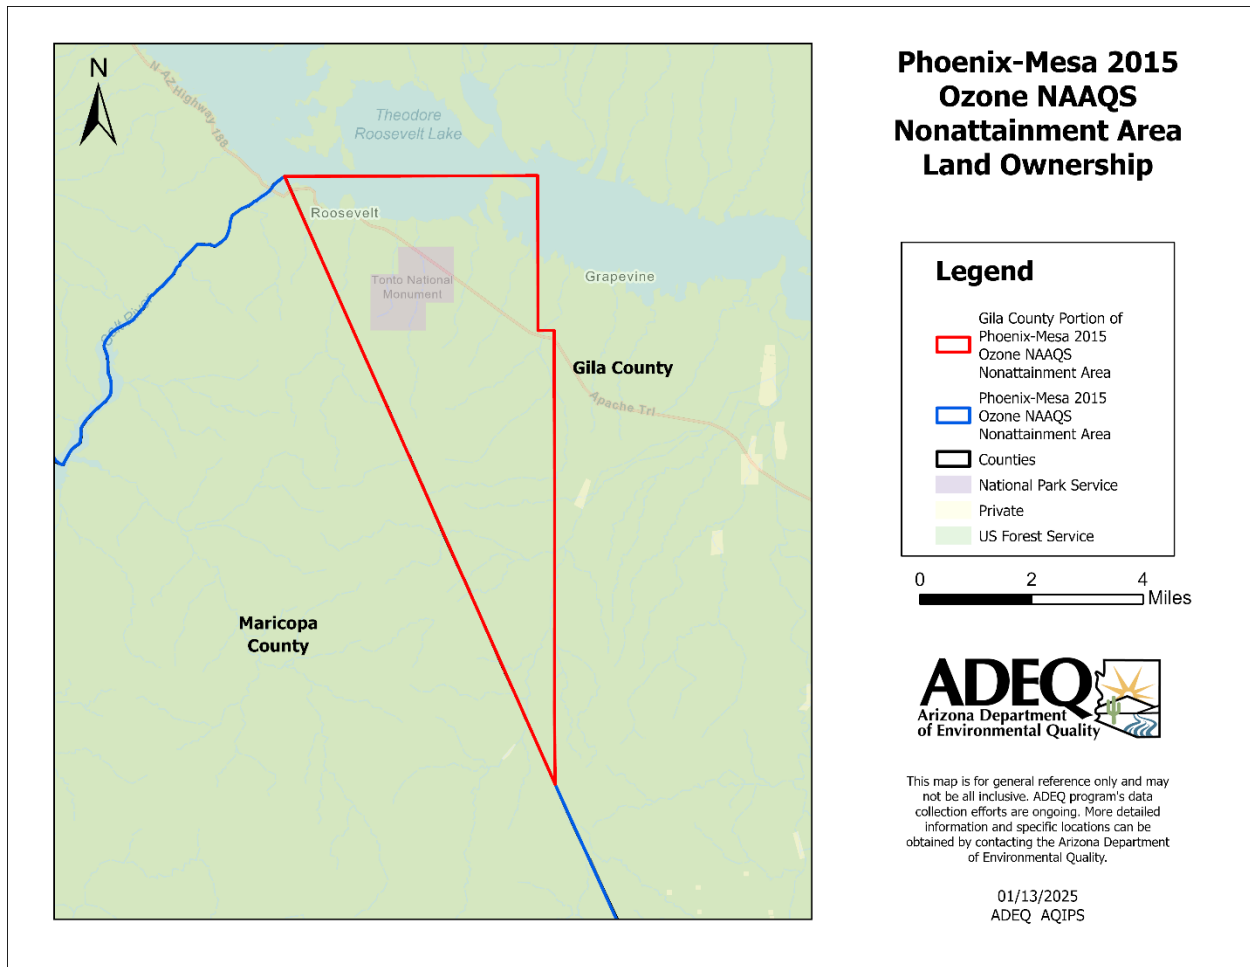 Phoenix-Mesa 2015
Ozone NAAQS
Nonattainment Area
Land Ownership
N
N-AZ Highway 188
Theodore
Roosevelt Lake
Roosevelt
Tonto National
Monument
Grapevine
Salt River
Gila County
Apache Trl
Maricopa
County
Legend
Gila County Portion of
Phoenix-Mesa 2015
Ozone NAAQS
Nonattainment Area
Phoenix-Mesa 2015
Ozone NAAQS
Nonattainment Area
Counties
National Park Service
Private
US Forest Service
0 2 4
Miles
ADEQ
Arizona Department
of Environmental Quality
This map is for general reference only and may
not be all inclusive. ADEQ program's data
collection efforts are ongoing. More detailed
information and specific locations can be
obtained by contacting the Arizona Department
of Environmental Quality.
01/13/2025
ADEQ AQIPS